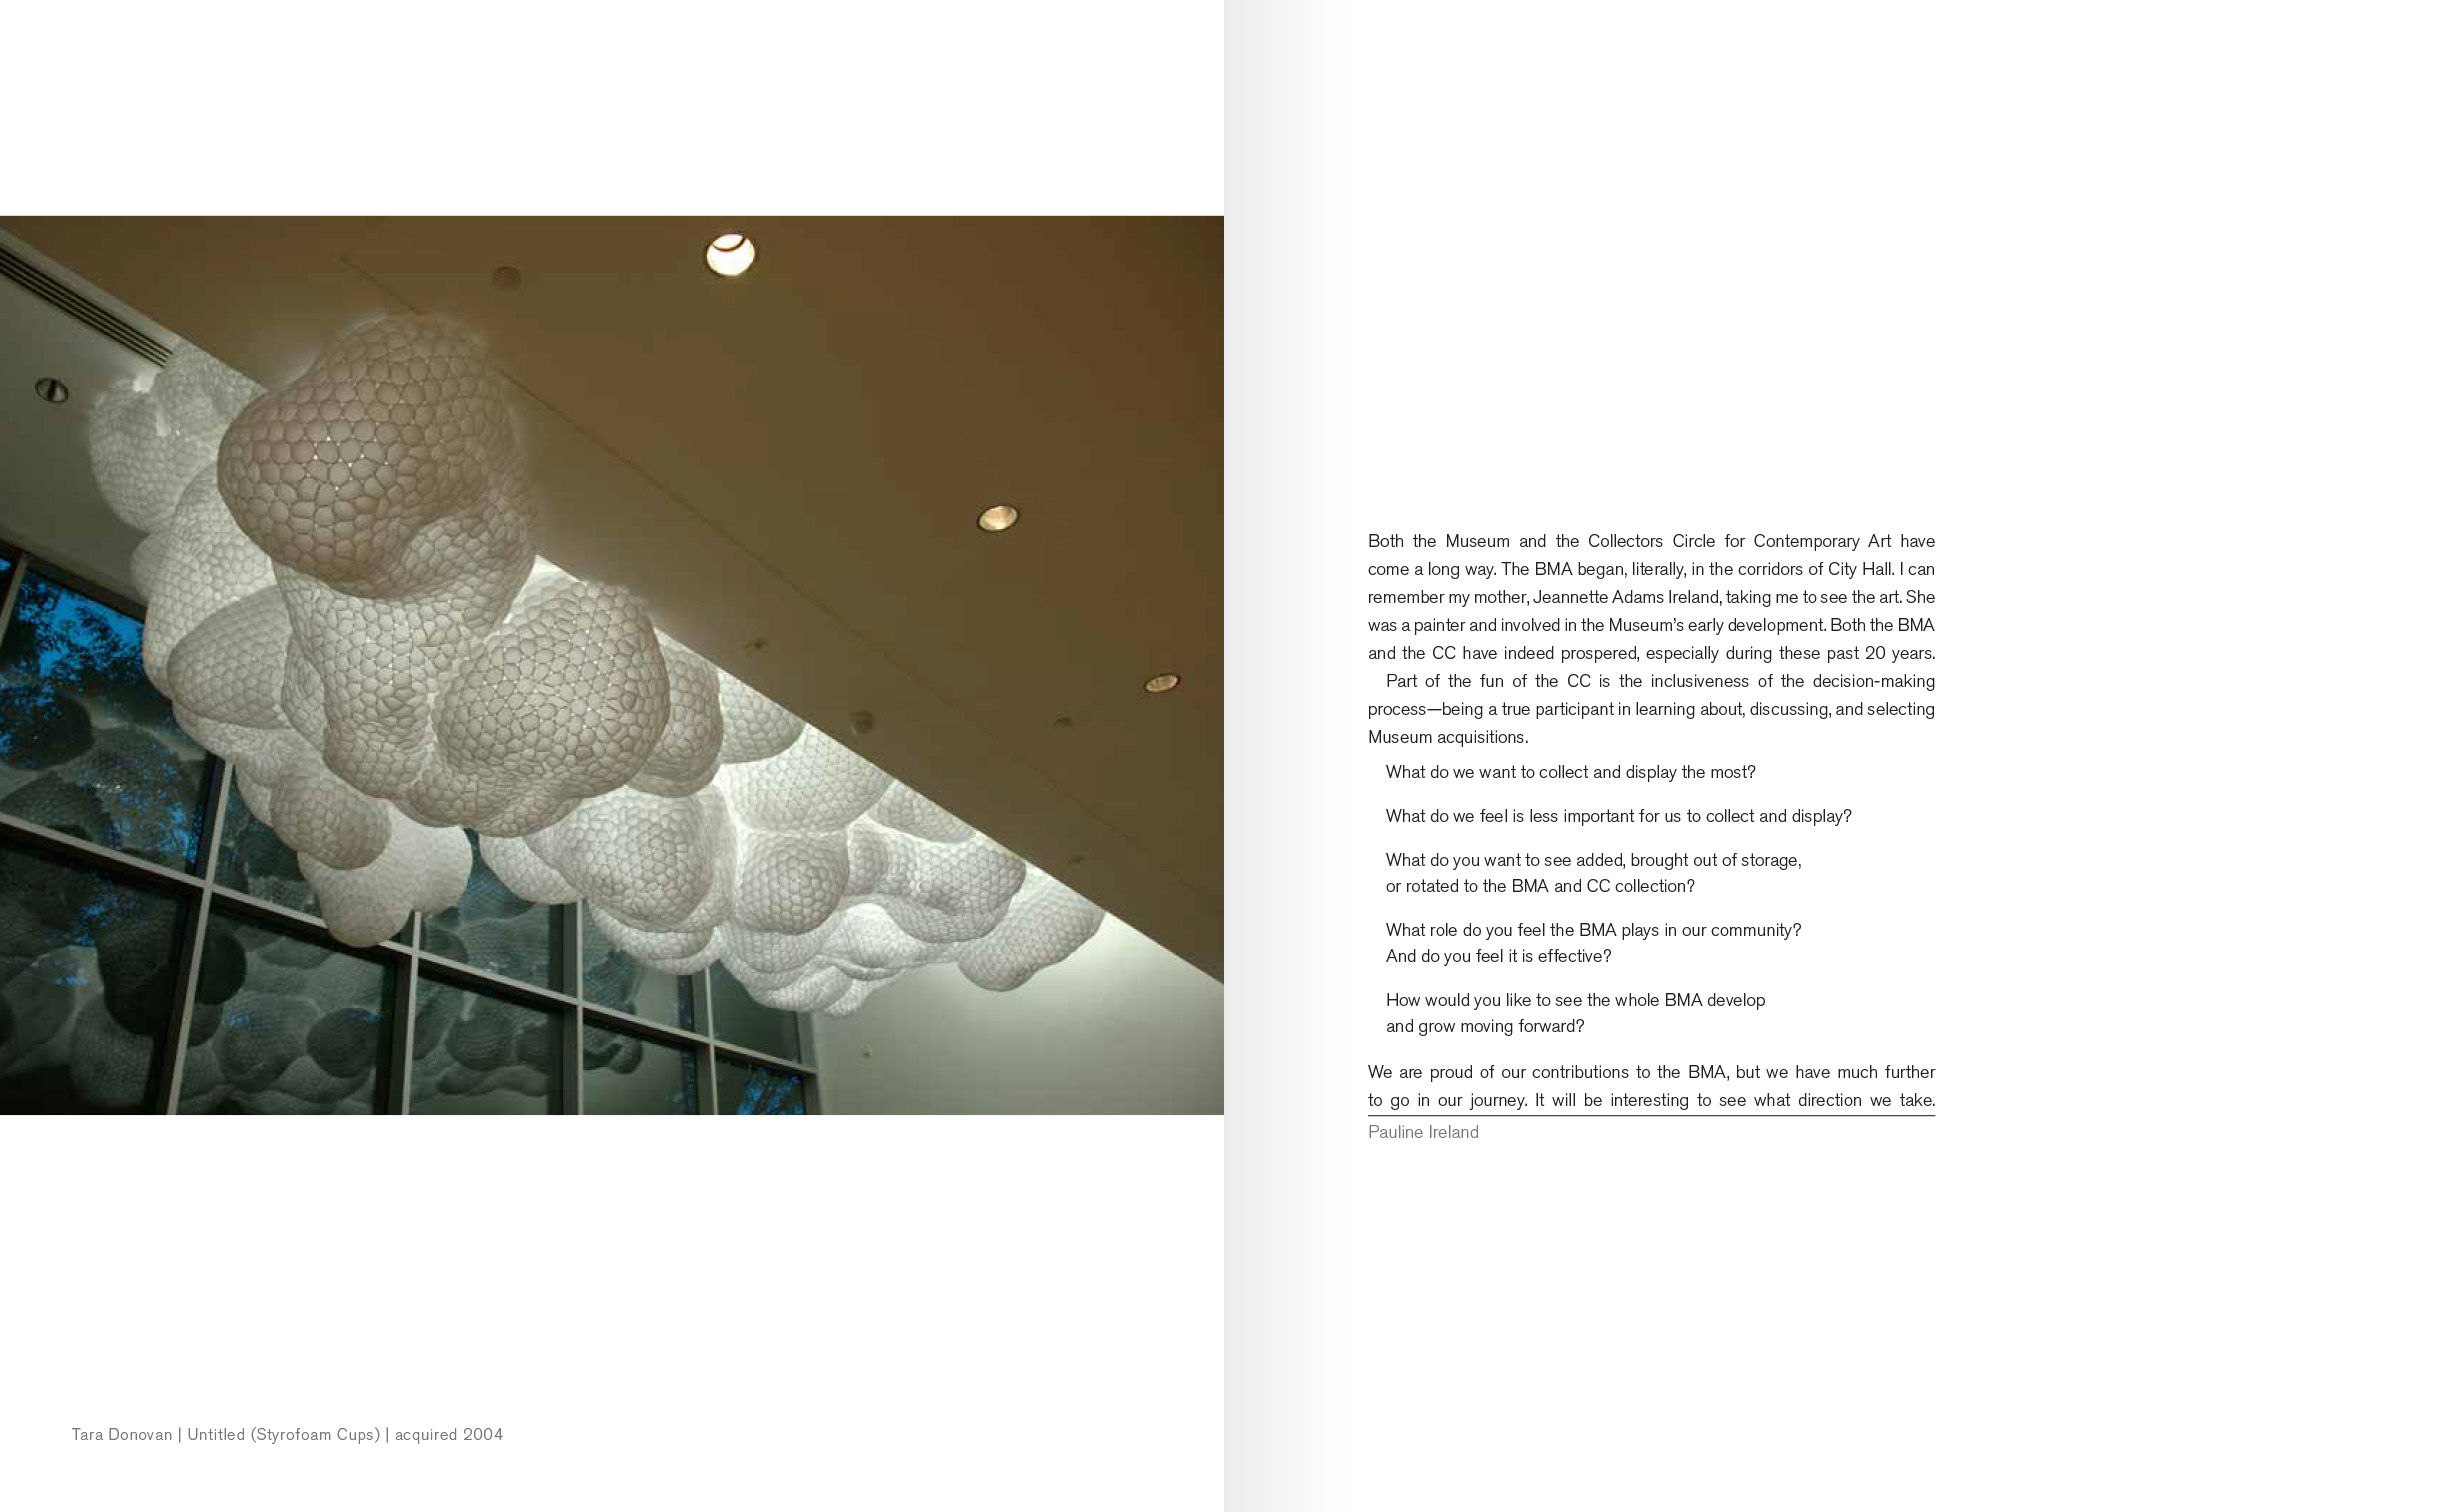 Both the Museum and the Collectors Circle for Contemporary Art have
come a long way. The BMA began, literally, in the corridors of City Hall. I can
remember my mother, Jeannette Adams Ireland, taking me to see the art. She
was a painter and involved in the Museum’s early development. Both the BMA
and the CC have indeed prospered, especially during these past 20 years.
Part of the fun of the CC is the inclusiveness of the decision-making
process—being a true participant in learning about, discussing, and selecting
Museum acquisitions.
What do we want to collect and display the most?
What do we feel is less important for us to collect and display?
What do you want to see added, brought out of storage,
or rotated to the BMA and CC collection?
What role do you feel the BMA plays in our community?
And do you feel it is effective?
How would you like to see the whole BMA develop
and grow moving forward?
We are proud of our contributions to the BMA, but we have much further
to go in our journey. It will be interesting to see what direction we take.
Pauline Ireland
Tara Donovan | Untitled (Styrofoam Cups) | acquired 2004